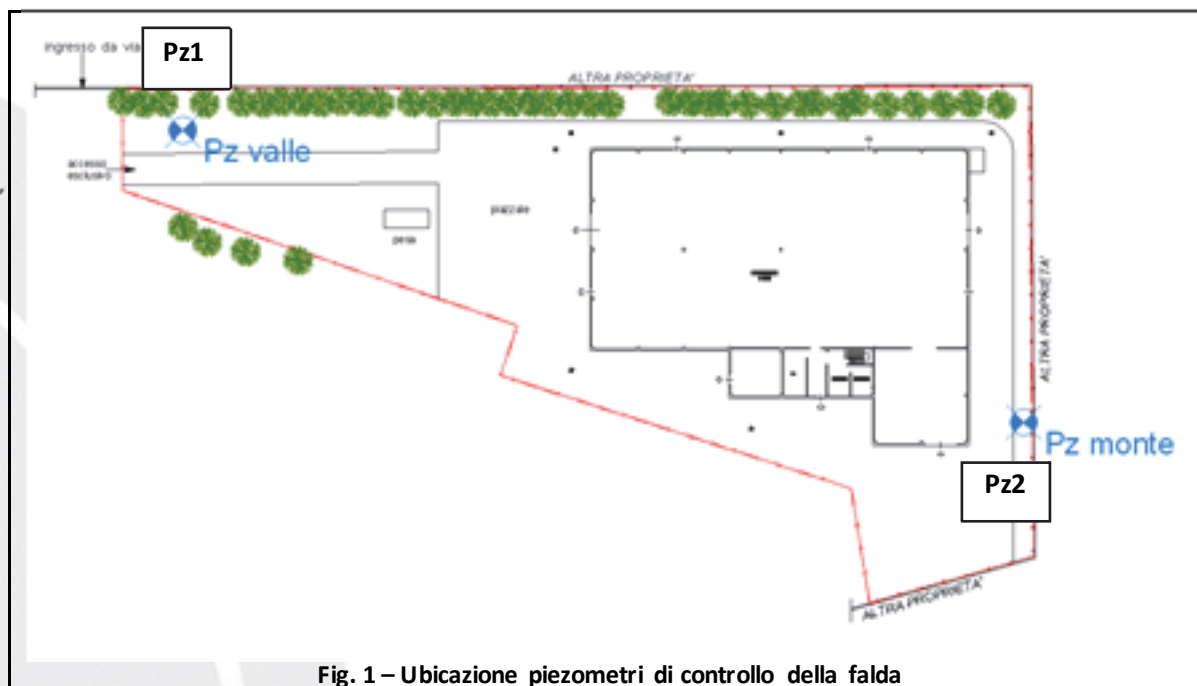 ingresso da via
Pz1
ALTRA PROPRIETA'
Pz valle
accesso
esclusivo
piazzale
pesa
ALTRA PROPRIETA'
Pz monte
Pz2
ALTRA PROPRIETA'
Fig. 1 – Ubicazione piezometri di controllo della falda